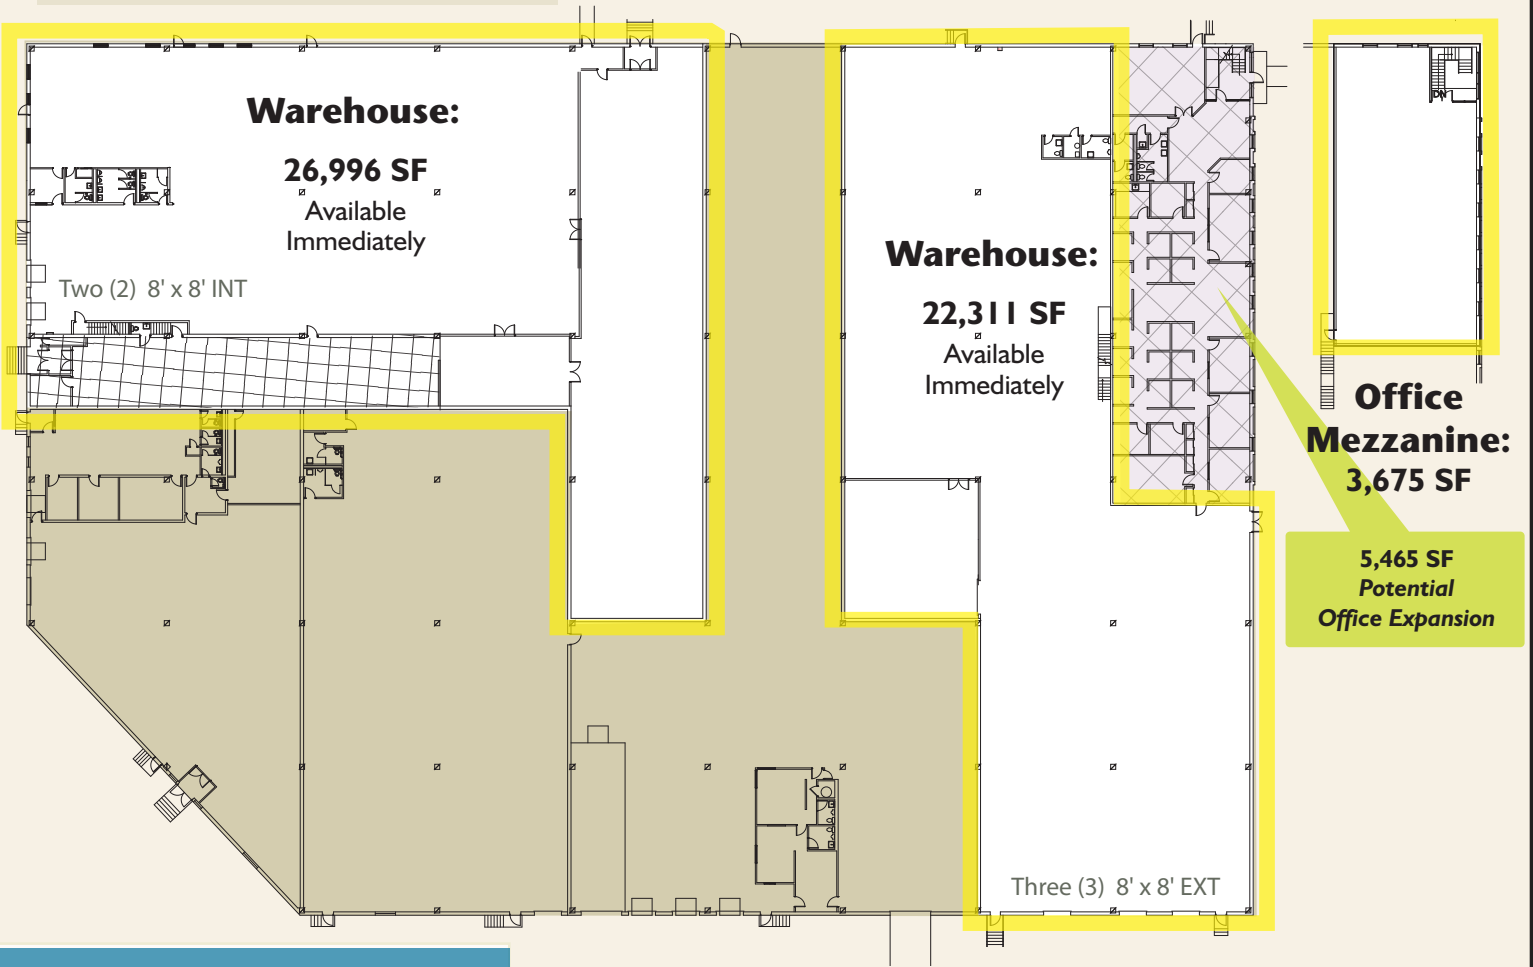 Warehouse:
26,996 SF
Available
Immediately
Two (2) 8' x 8' INT
Warehouse:
22,311 SF
Available
Immediately
Three (3) 8' x 8' EXT
DN
Office
Mezzanine:
3,675 SF
5,465 SF
Potential
Office Expansion